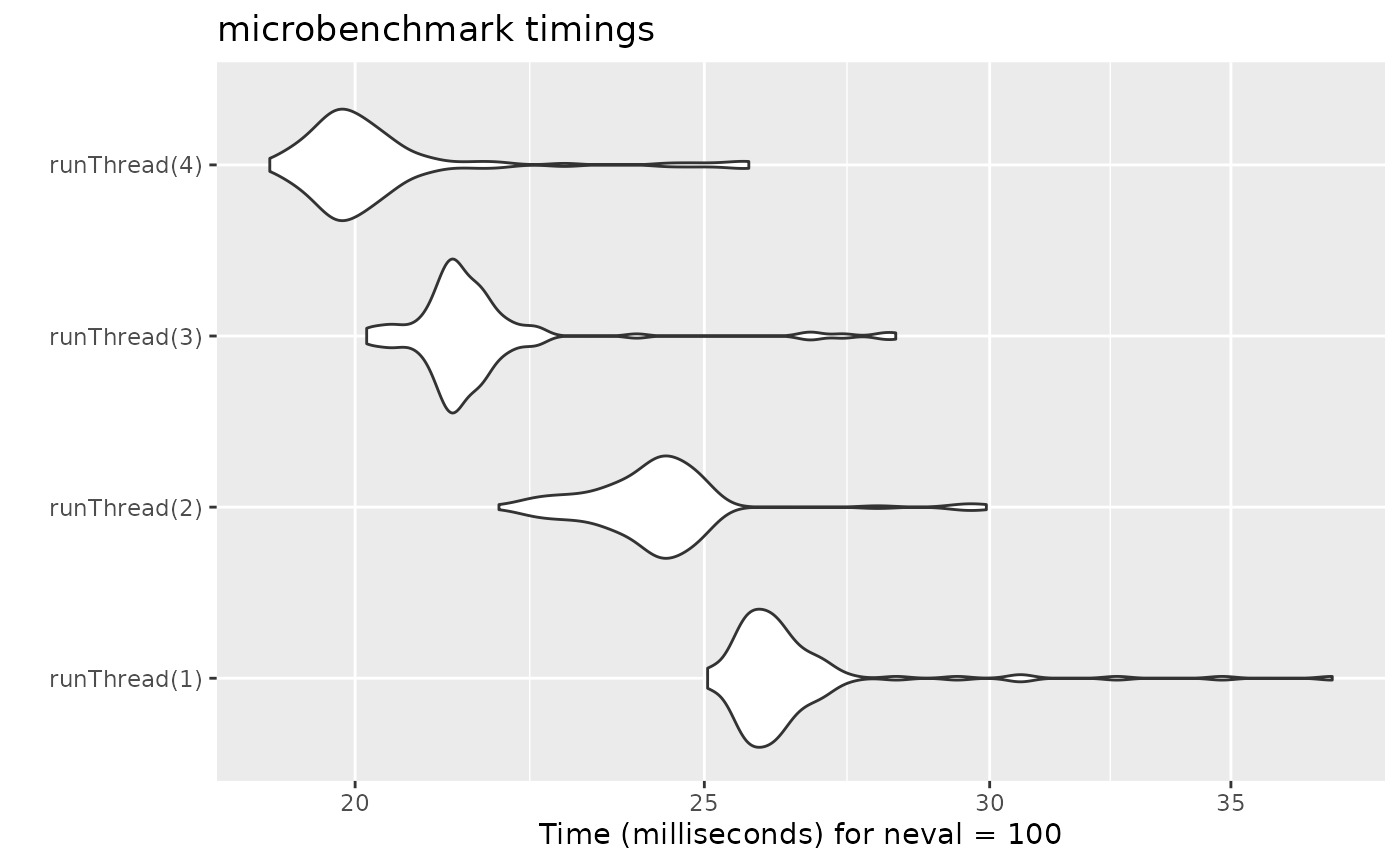 microbenchmark timings
runThread(4)
runThread(3)
runThread(2)
runThread(1)
20 25 30 35
Time (milliseconds) for neval = 100